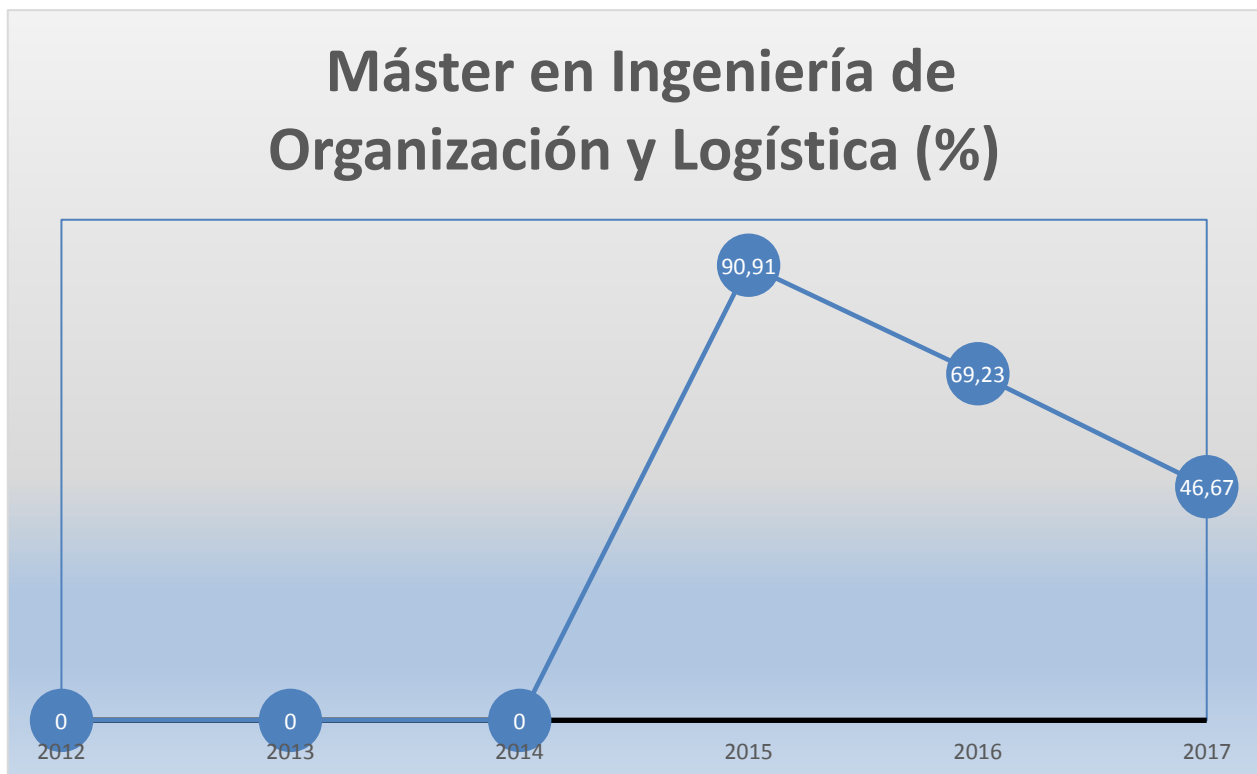 Máster en Ingeniería de
Organización y Logística (%)
90,91
69,23
46,67
0 0 0
2012 2013 2014 2015 2016 2017